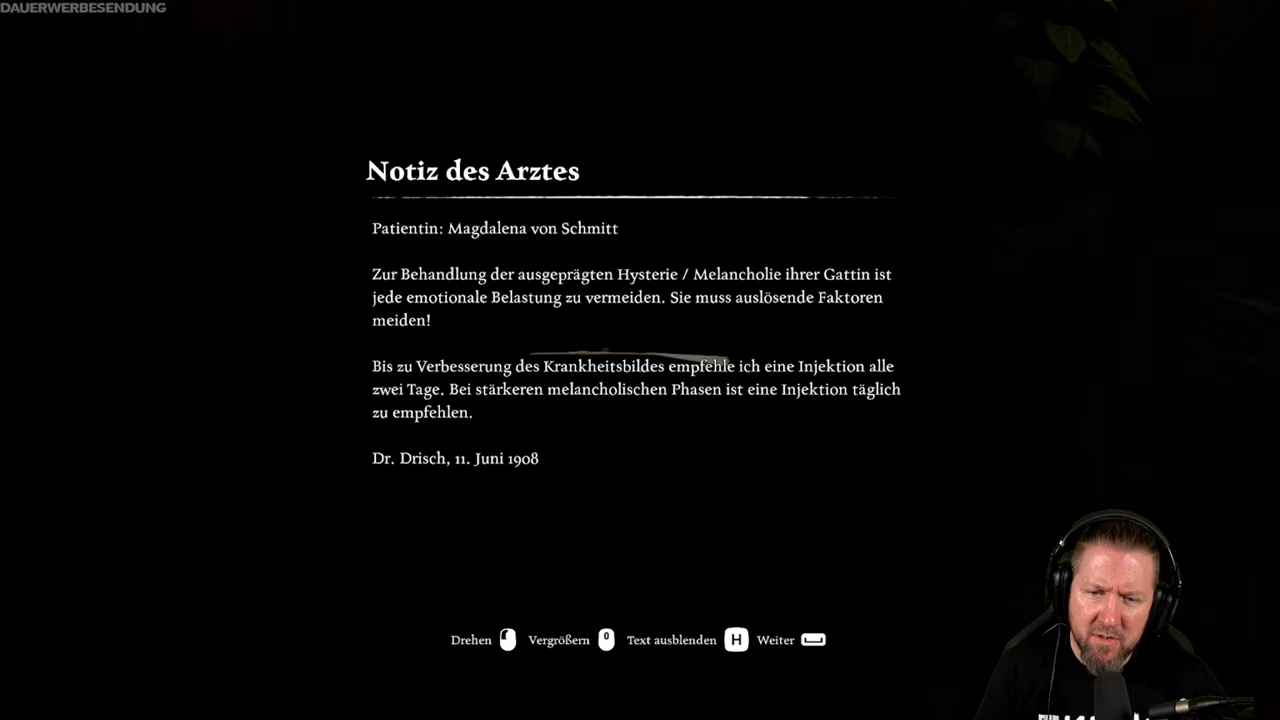 DAUERWERBESENDUNG
Notiz des Arztes
Patientin: Magdalena von Schmitt
Zur Behandlung der ausgeprägten Hysterie / Melancholie ihrer Gattin ist
jede emotionale Belastung zu vermeiden. Sie muss auslösende Faktoren
meiden!
Bis zu Verbesserung des Krankheitsbildes empfehle ich eine Injektion alle
zwei Tage. Bei stärkeren melancholischen Phasen ist eine Injektion täglich
zu empfehlen.
Dr. Drisch, 11. Juni 1908
Drehen Vergrößern Text ausblenden H Weiter